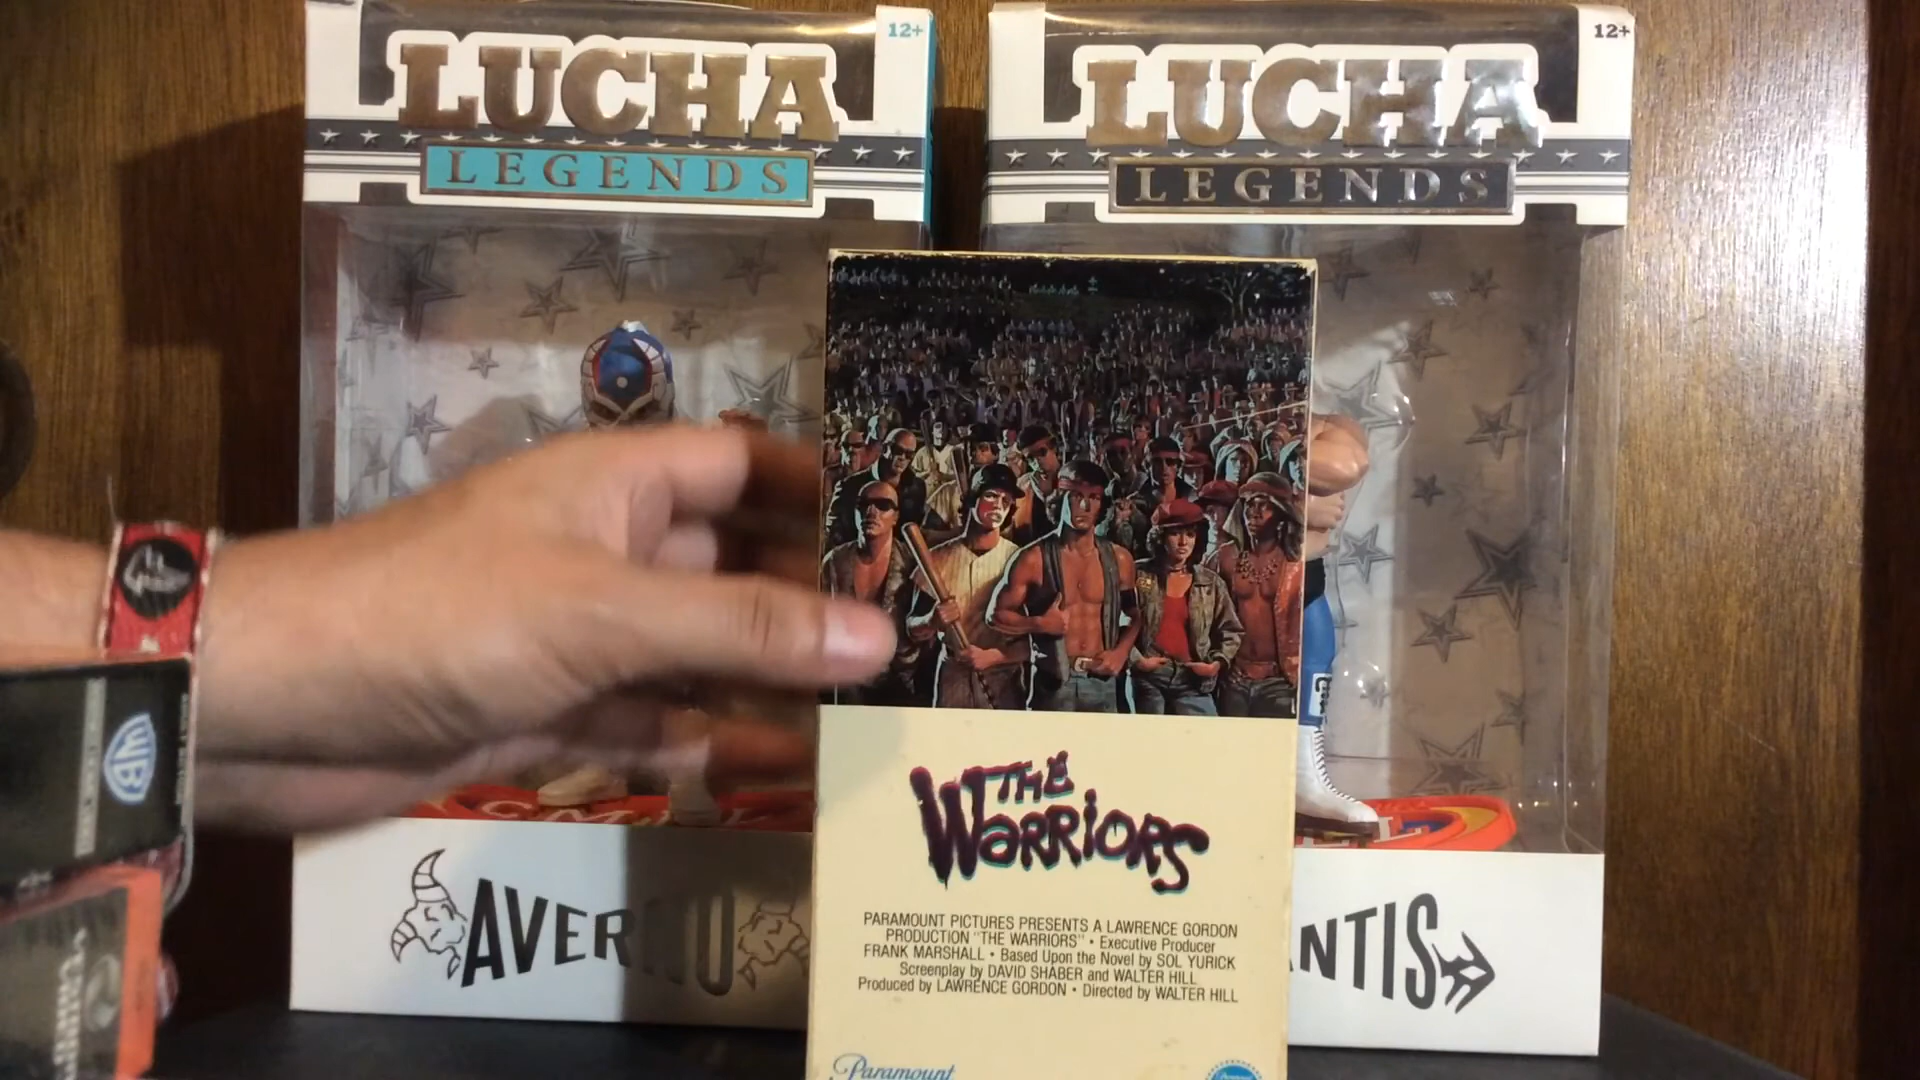 12+
LUCHA
LEGENDS
12+
LUCHA
LEGENDS
WB
THE
WARRIORS
PARAMOUNT PICTURES PRESENTS A LAWRENCE GORDON
PRODUCTION "THE WARRIORS" • Executive Producer
FRANK MARSHALL • Based Upon the Novel by SOL YURICK
Screenplay by DAVID SHABER and WALTER HILL
Produced by LAWRENCE GORDON • Directed by WALTER HILL
Paramount
NTIS